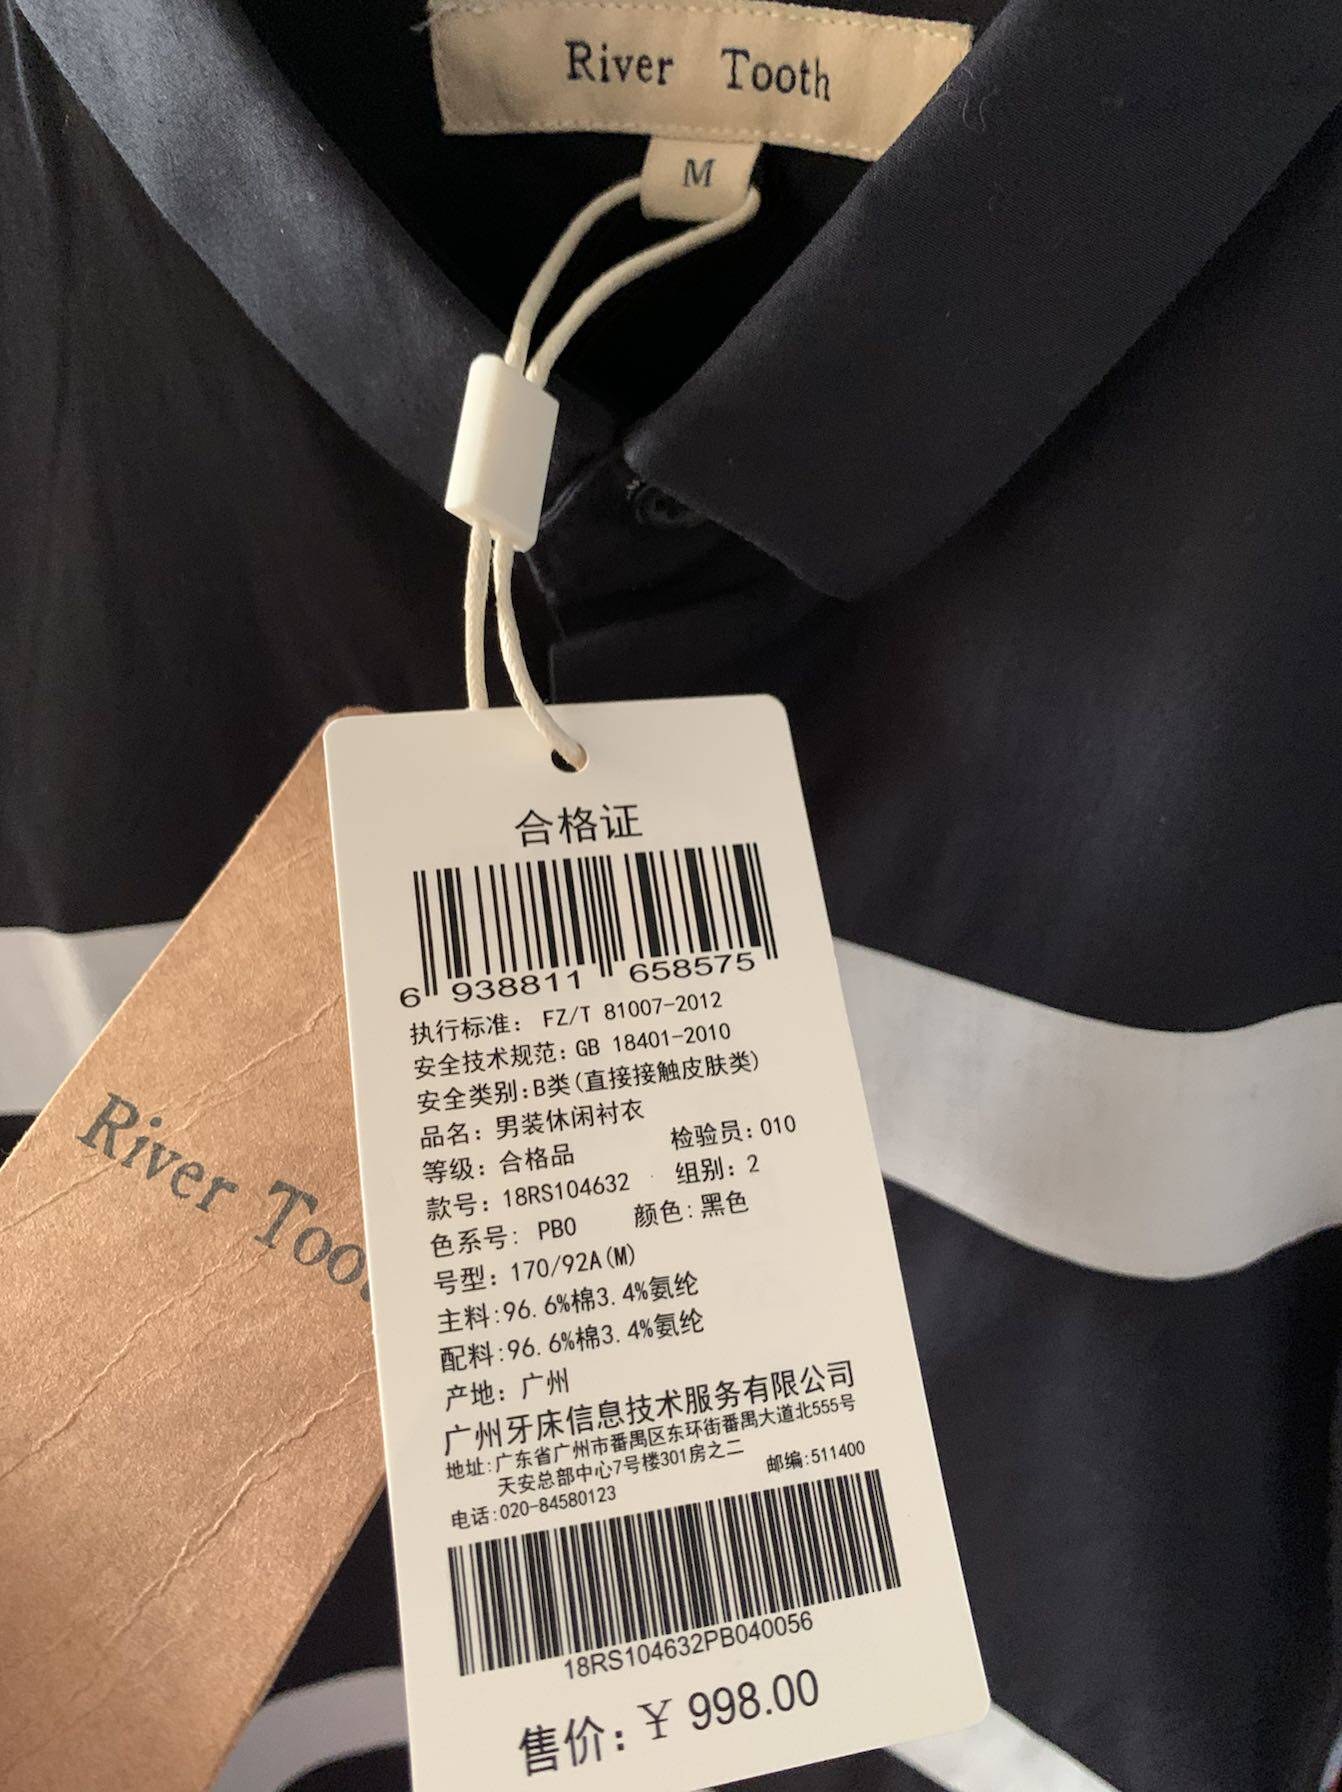 River Tooth
M
合格证
6 938811 658575
执行标准: FZ/T 81007-2012
安全技术规范: GB 18401-2010
安全类别:B类(直接接触皮肤类)
品名: 男装休闲衬衣
等级: 合格品 检验员: 010
款号: 18RS104632 组别: 2
色系号: PB0 颜色: 黑色
号型: 170/92A(M)
主料:96.6%棉3.4%氨纶
配料:96.6%棉3.4%氨纶
产地: 广州
广州牙床信息技术服务有限公司
地址:广东省广州市番禺区东环街番禺大道北555号
天安总部中心7号楼301房之二 邮编:511400
电话:020-84580123
18RS104632PB040056
售价: ¥ 998.00
River Too